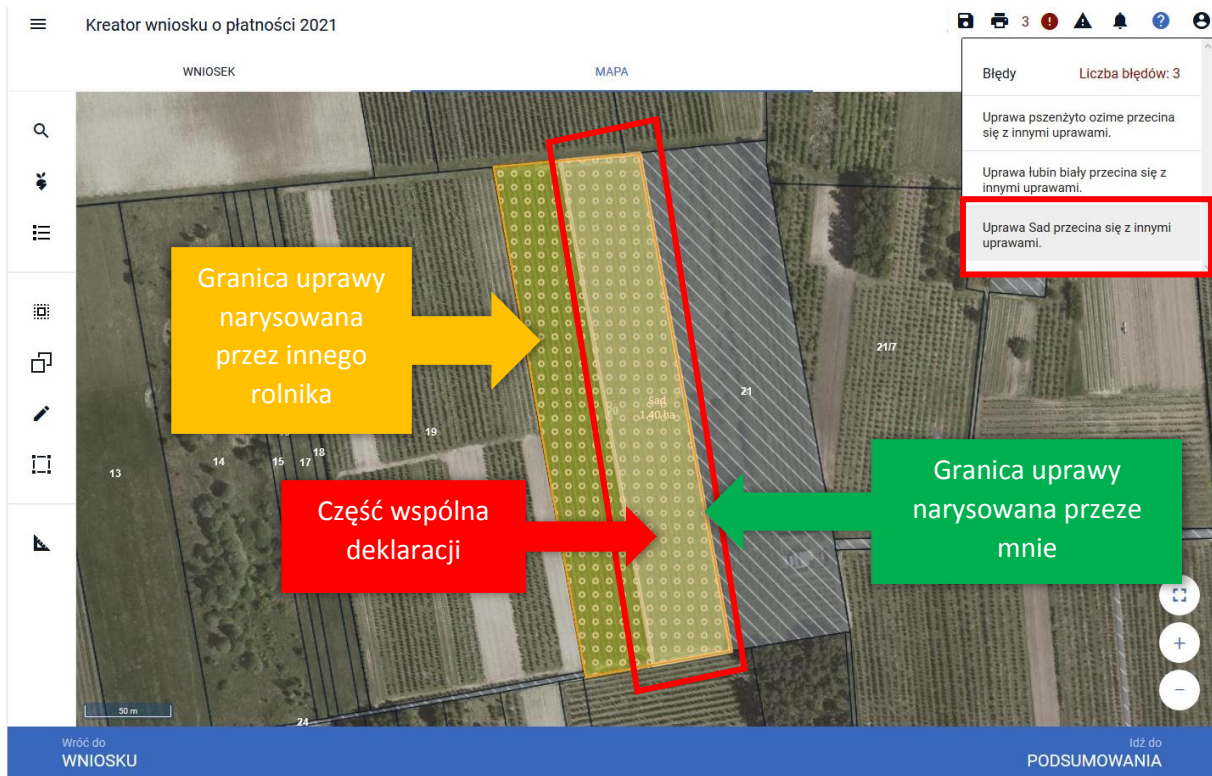 Kreator wniosku o płatności 2021
3
WNIOSEK
MAPA
Błędy
Liczba błędów: 3
Uprawa pszenżyto ozime przecina
się z innymi uprawami.
Uprawa łubin biały przecina się z
innymi uprawami.
Uprawa Sad przecina się z innymi
uprawami.
Granica uprawy
narysowana
przez innego
rolnika
21/7
21
Sad
1,40 ha
20
19
18
17
15
14
13
Część wspólna
deklaracji
Granica uprawy
narysowana przeze
mnie
50 m
24
Wróć do
WNIOSKU
Idź do
PODSUMOWANIA